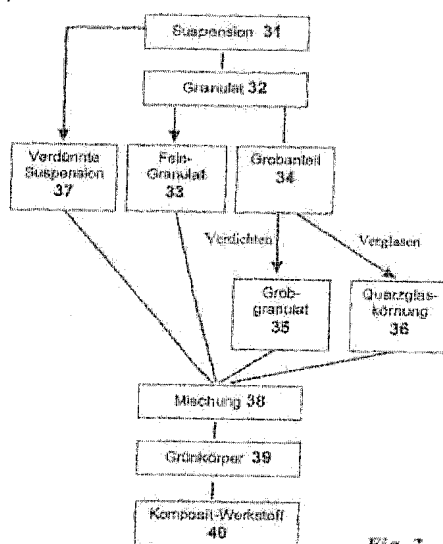 Suspension 31
Granulat 32
Verdünnte
Suspension
37
Fein-
Granulat
33
Grobanteil
34
Verdichten
Verglasen
Grob-
granulat
35
Quarzglas-
körnung
36
Mischung 38
Grünkörper 39
Komposit-Werkstoff
40
Fig.